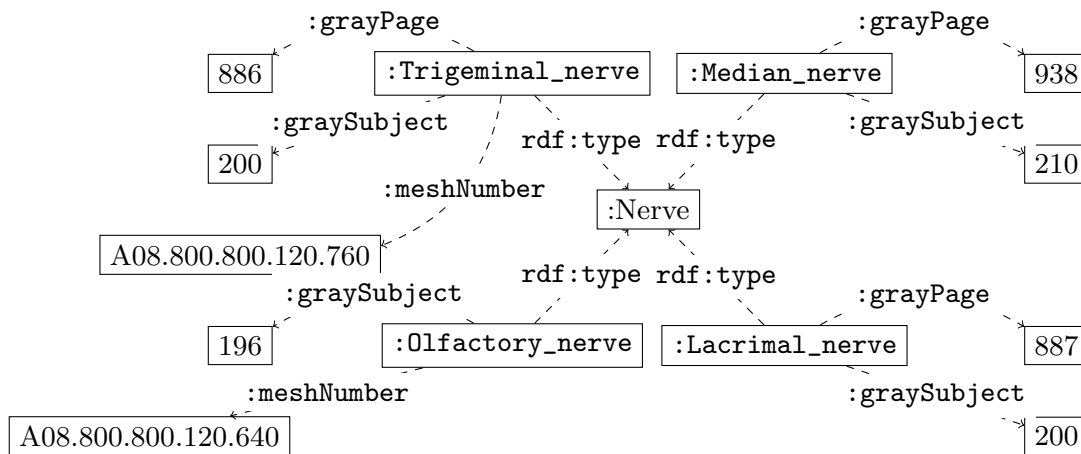 :grayPage :grayPage
886 :Trigeminal_nerve :Median_nerve 938
:graySubject :graySubject
rdf:type rdf:type
200 210
:meshNumber
:Nerve
A08.800.800.120.760
rdf:type rdf:type
:graySubject :grayPage
196 :Olfactory_nerve :Lacrimal_nerve 887
:meshNumber :graySubject
A08.800.800.120.640 200